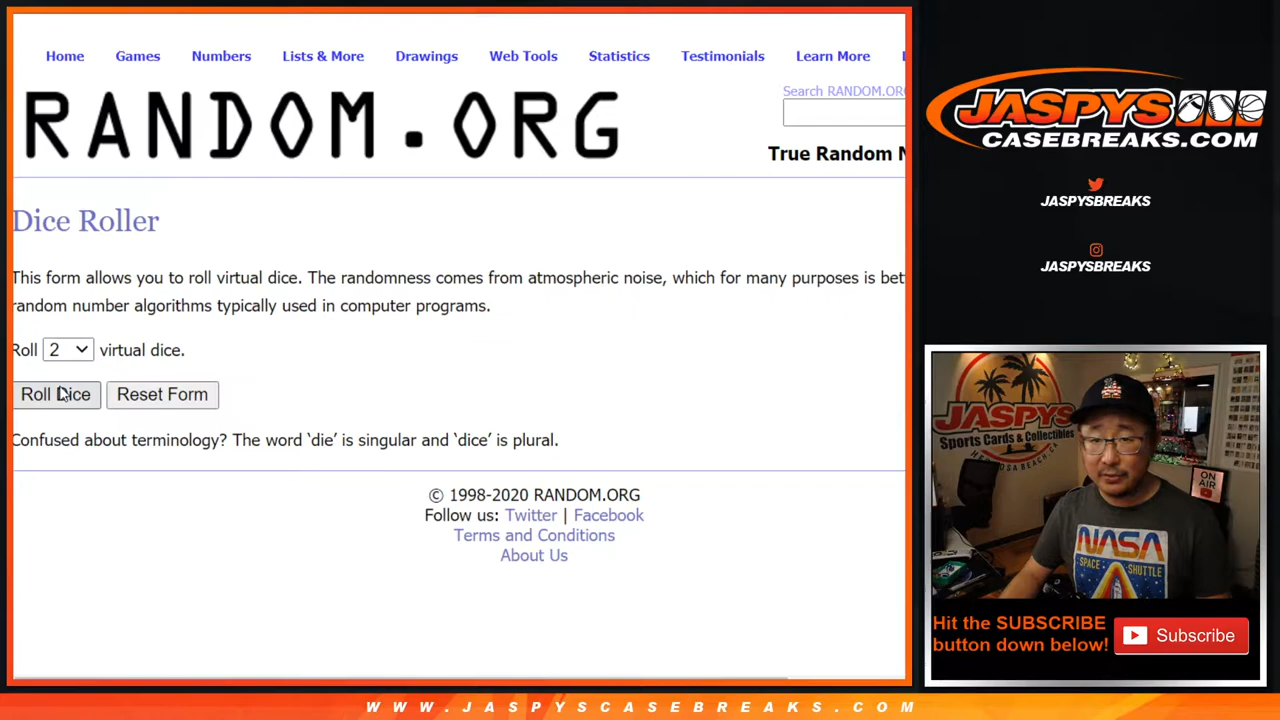 Home Games Numbers Lists & More Drawings Web Tools Statistics Testimonials Learn More
RANDOM.ORG
Search RANDOM.ORG
True Random N
Dice Roller
This form allows you to roll virtual dice. The randomness comes from atmospheric noise, which for many purposes is bet
random number algorithms typically used in computer programs.
Roll 2 virtual dice.
Roll Dice Reset Form
Confused about terminology? The word ‘die’ is singular and ‘dice’ is plural.
© 1998-2020 RANDOM.ORG
Follow us: Twitter | Facebook
Terms and Conditions
About Us
JASPYS
CASEBREAKS.COM
JASPYSBREAKS
JASPYSBREAKS
JASPYS
Sports Cards & Collectibles
ON
AIR
NASA
SPACE SHUTTLE
Hit the SUBSCRIBE
button down below!
Subscribe
WWW.JASPYSCASEBREAKS.COM